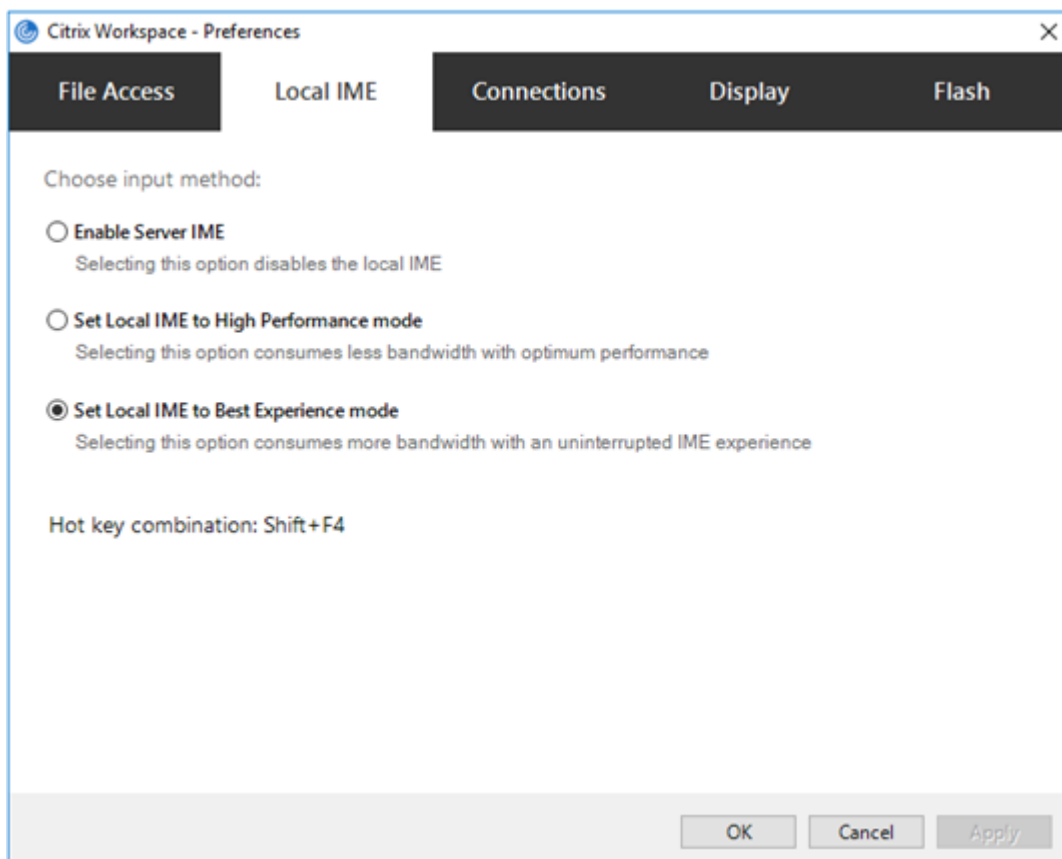 Citrix Workspace - Preferences
File Access Local IME Connections Display Flash
Choose input method:
Enable Server IME
Selecting this option disables the local IME
Set Local IME to High Performance mode
Selecting this option consumes less bandwidth with optimum performance
Set Local IME to Best Experience mode
Selecting this option consumes more bandwidth with an uninterrupted IME experience
Hot key combination: Shift+F4
OK Cancel Apply